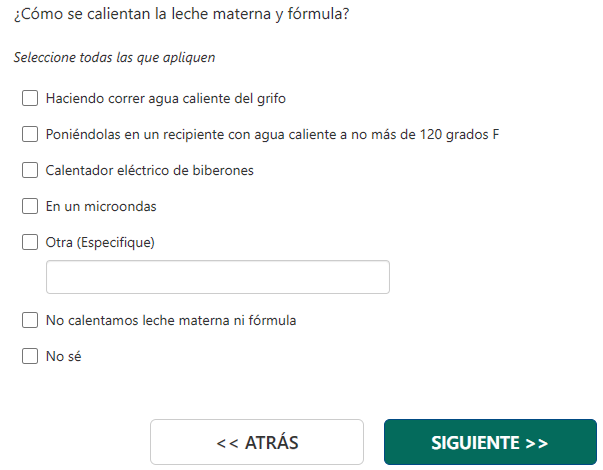 ¿Cómo se calientan la leche materna y fórmula?
Seleccione todas las que apliquen
Haciendo correr agua caliente del grifo
Poniéndolas en un recipiente con agua caliente a no más de 120 grados F
Calentador eléctrico de biberones
En un microondas
Otra (Especifique)
No calentamos leche materna ni fórmula
No sé
<< ATRÁS
SIGUIENTE >>